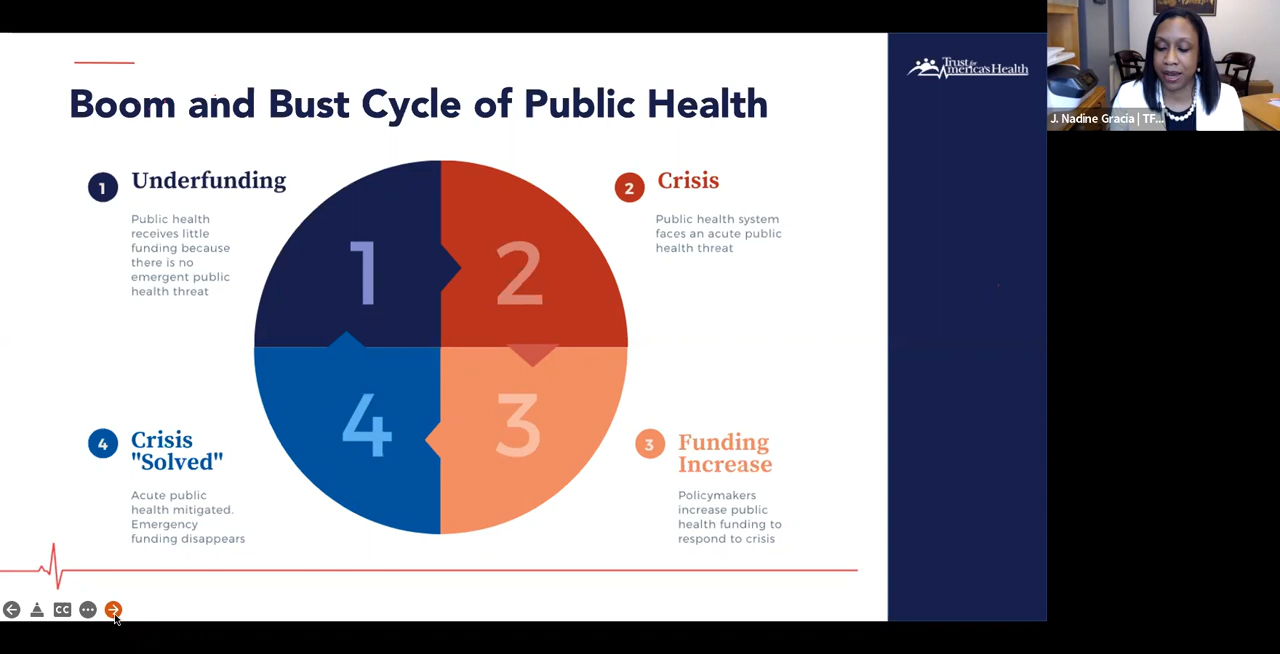 Boom and Bust Cycle of Public Health
Trust for
America's Health
J. Nadine Gracia | TF...
1
Underfunding
Public health
receives little
funding because
there is no
emergent public
health threat
2
Crisis
Public health system
faces an acute public
health threat
1
2
4
3
4
Crisis
"Solved"
Acute public
health mitigated.
Emergency
funding disappears
3
Funding
Increase
Policymakers
increase public
health funding to
respond to crisis
CC